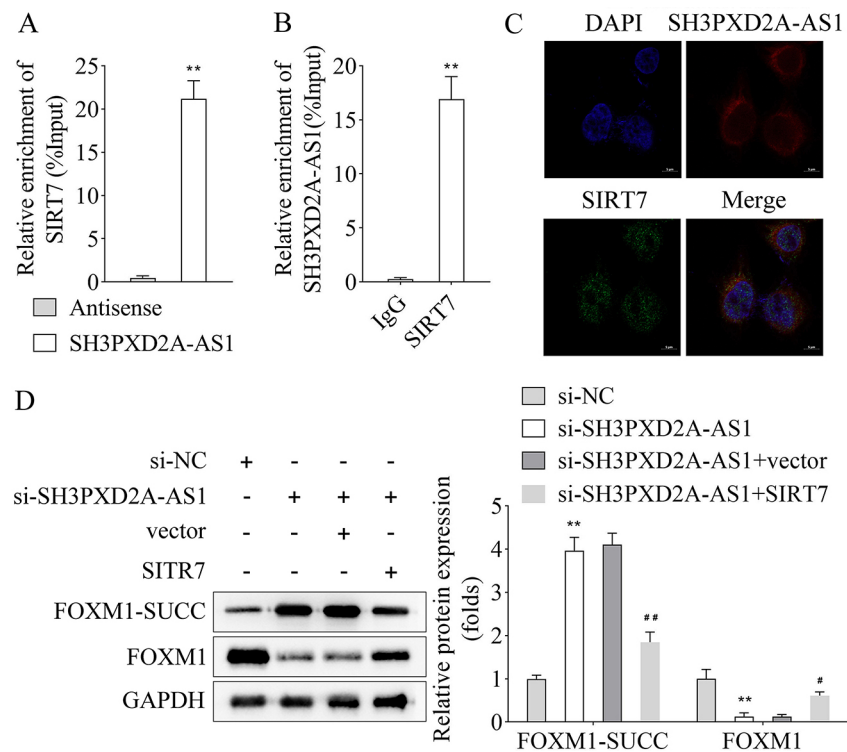 A
Relative enrichment of
SIRT7 (%Input)
25
20
15
10
5
0
**
Antisense
SH3PXD2A-AS1
B
Relative enrichment of
SH3PXD2A-AS1(%Input)
20
15
10
5
0
**
IgG
SIRT7
C
DAPI
SH3PXD2A-AS1
SIRT7
Merge
D
si-NC + - - -
si-SH3PXD2A-AS1 - + + +
vector - - + -
SITR7 - - - +
FOXM1-SUCC
FOXM1
GAPDH
si-NC
si-SH3PXD2A-AS1
si-SH3PXD2A-AS1+vector
si-SH3PXD2A-AS1+SIRT7
Relative protein expression
(folds)
5
4
3
2
1
0
**
##
**
#
FOXM1-SUCC
FOXM1